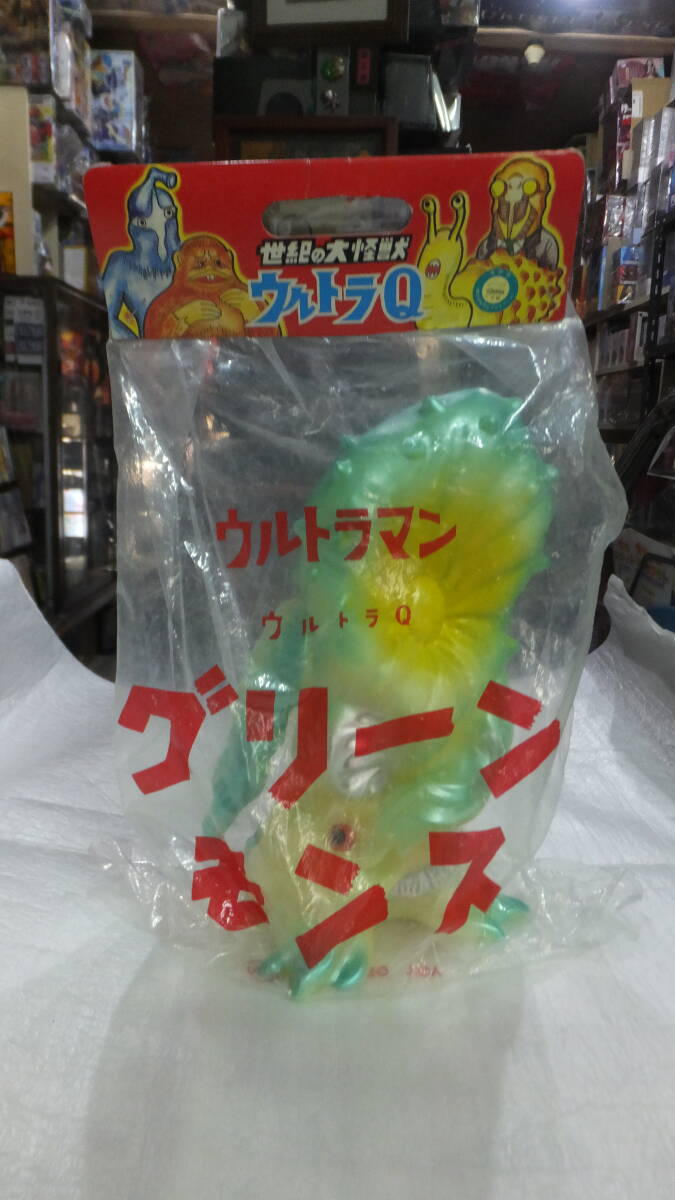 世紀の大怪獣
ウルトラQ
ウルトラマン
ウルトラQ
グリーン
モンス